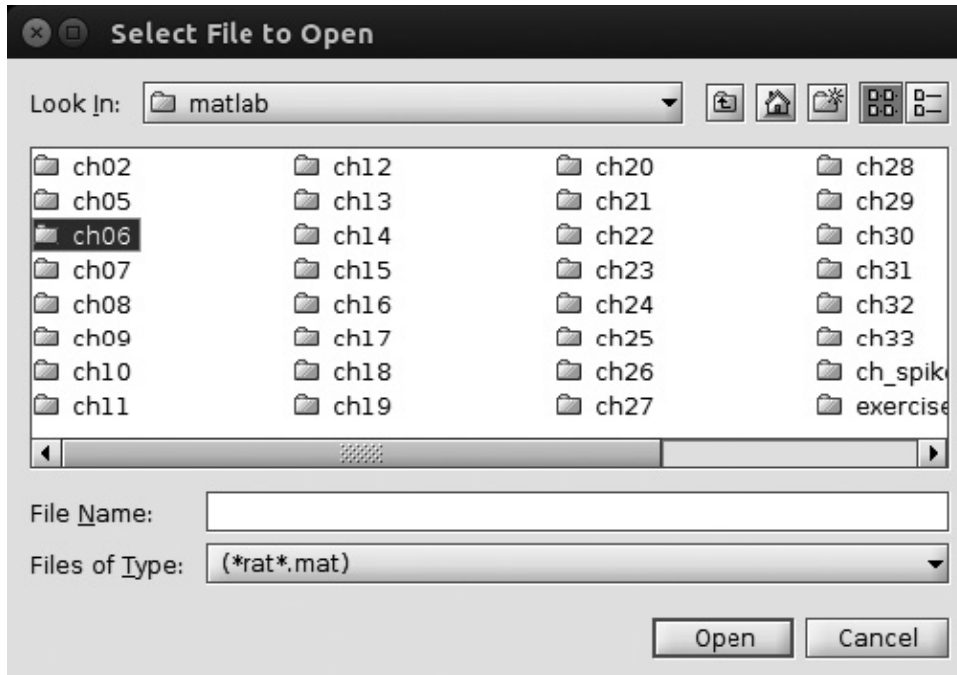 Select File to Open
Look In: matlab
ch02 ch12 ch20 ch28
ch05 ch13 ch21 ch29
ch06 ch14 ch22 ch30
ch07 ch15 ch23 ch31
ch08 ch16 ch24 ch32
ch09 ch17 ch25 ch33
ch10 ch18 ch26 ch_spik
ch11 ch19 ch27 exercise
File Name:
Files of Type: (*rat*.mat)
Open Cancel